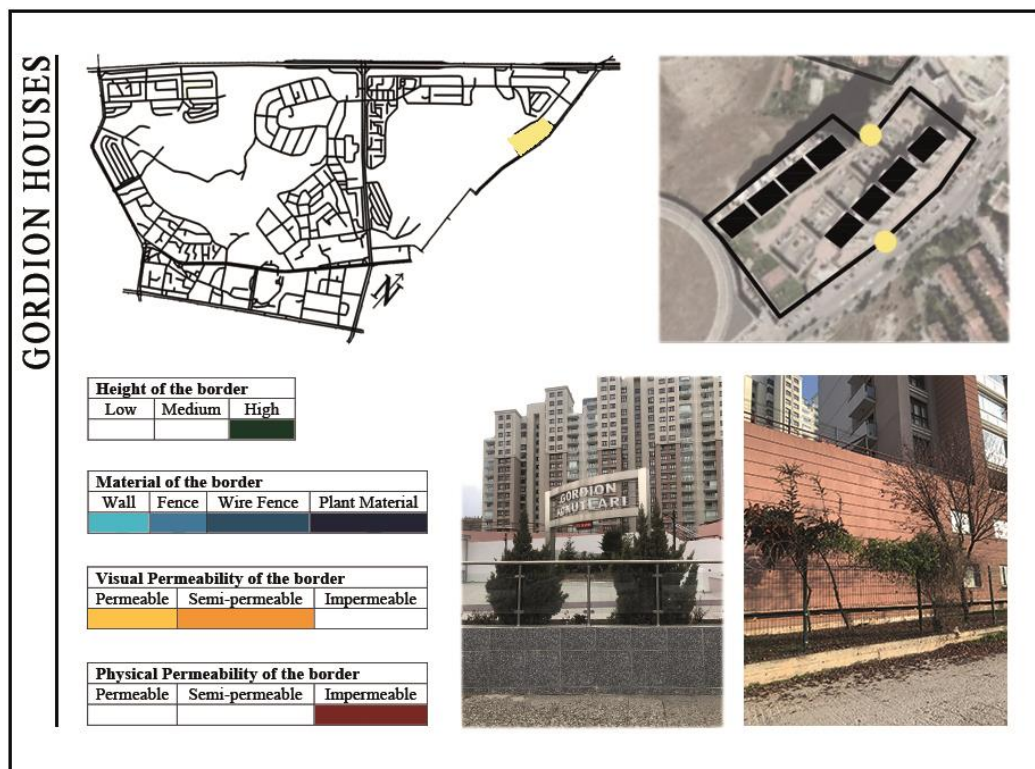 GORDION HOUSES
N
Height of the border
Low Medium High
Material of the border
Wall Fence Wire Fence Plant Material
Visual Permeability of the border
Permeable Semi-permeable Impermeable
Physical Permeability of the border
Permeable Semi-permeable Impermeable
GORDION
KONUTLARI